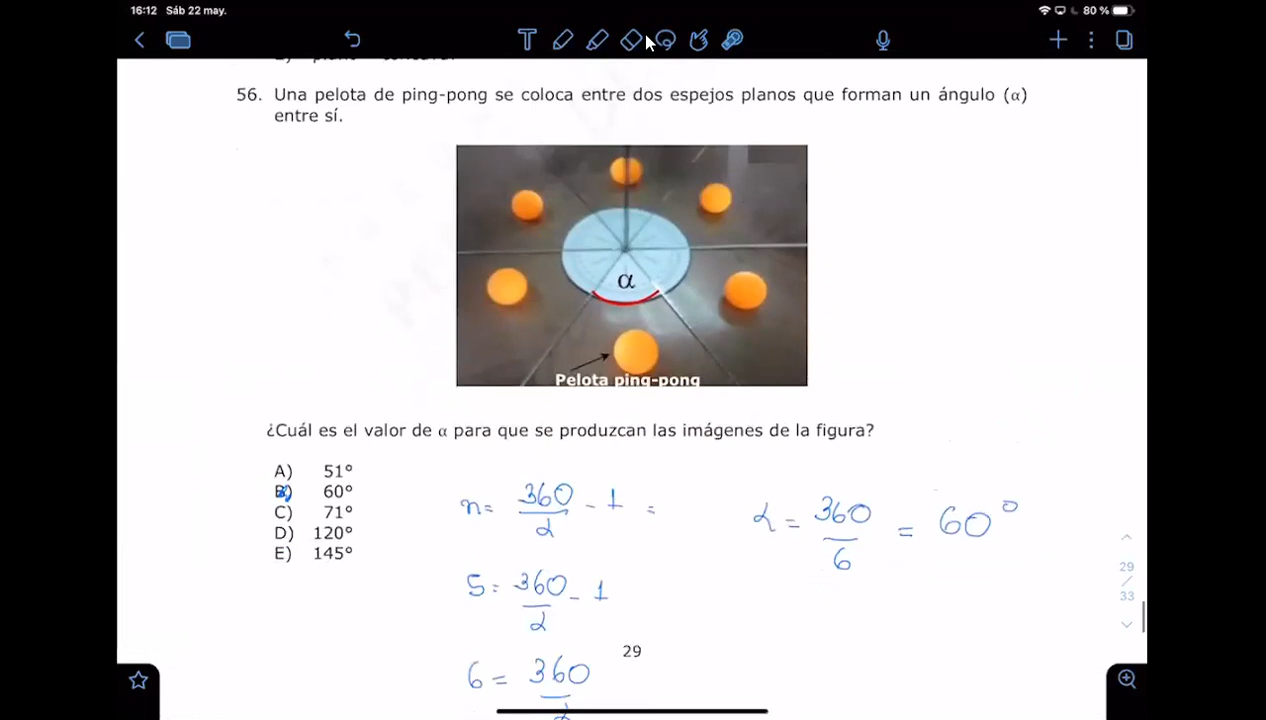 16:12 Sáb 22 may.
80 %
56. Una pelota de ping-pong se coloca entre dos espejos planos que forman un ángulo (α)
entre sí.
α
Pelota ping-pong
¿Cuál es el valor de α para que se produzcan las imágenes de la figura?
A) 51°
B) 60°
C) 71°
D) 120°
E) 145°
n = 360/α - 1 =
α = 360/6 = 60°
5 = 360/α - 1
6 = 360/α
29
29
/
33